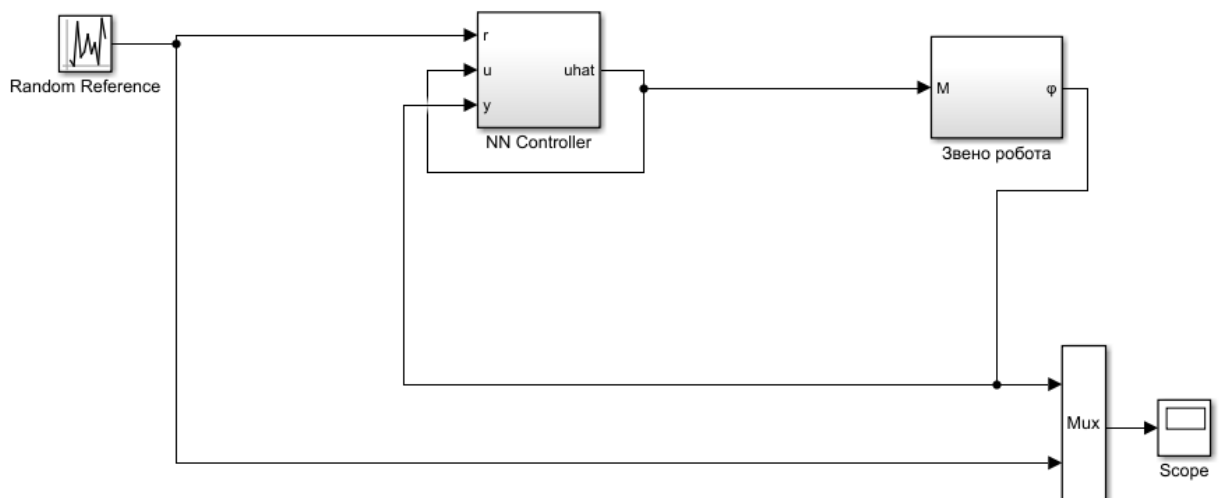 Random Reference
r
u
y
uhat
NN Controller
M
φ
Звено робота
Mux
Scope